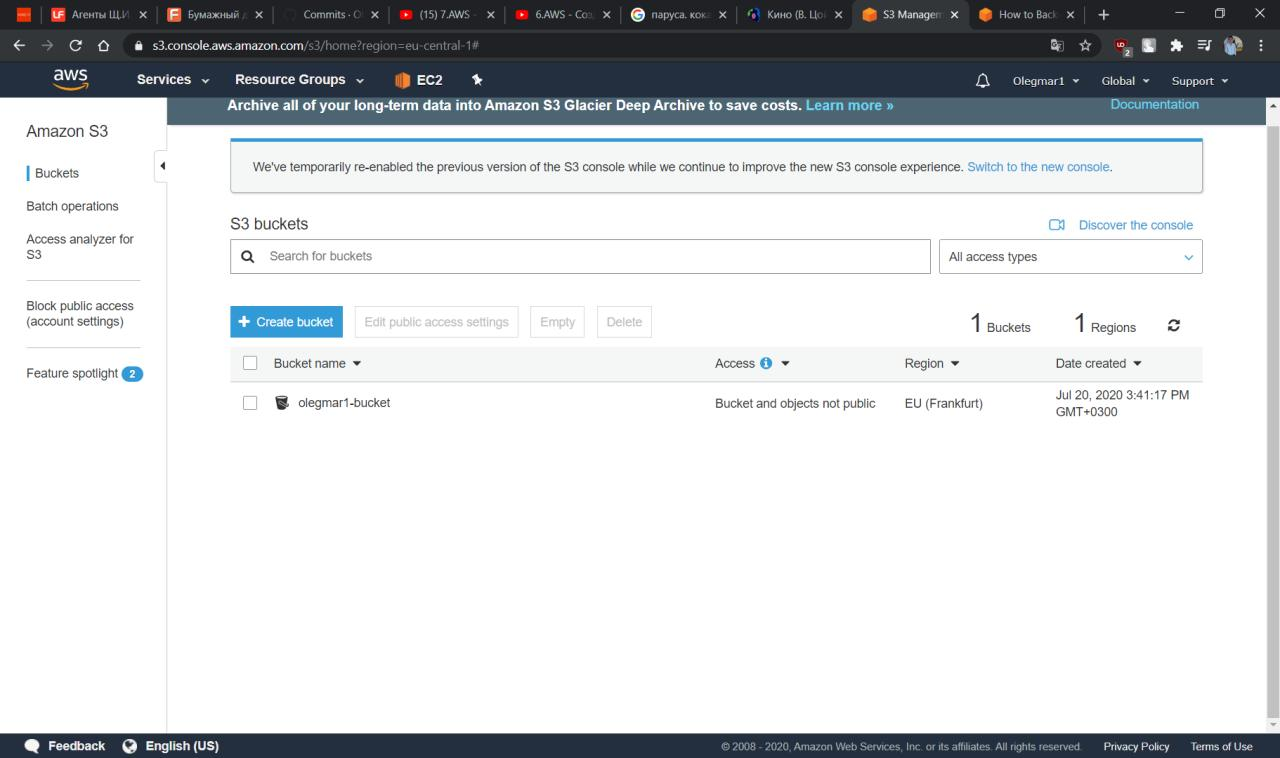 Агенты Щ.И
Бумажный д
Commits · O
(15) 7.AWS -
6.AWS - Соз
паруса. кока
Кино (В. Цой
S3 Managem
How to Back
s3.console.aws.amazon.com/s3/home?region=eu-central-1#
2
aws
Services
Resource Groups
EC2
Olegmar1
Global
Support
Archive all of your long-term data into Amazon S3 Glacier Deep Archive to save costs. Learn more »
Documentation
Amazon S3
Buckets
Batch operations
Access analyzer for
S3
Block public access
(account settings)
Feature spotlight 2
We've temporarily re-enabled the previous version of the S3 console while we continue to improve the new S3 console experience. Switch to the new console.
S3 buckets
Discover the console
Search for buckets
All access types
+ Create bucket
Edit public access settings
Empty
Delete
1 Buckets
1 Regions
Bucket name
Access
Region
Date created
olegmar1-bucket
Bucket and objects not public
EU (Frankfurt)
Jul 20, 2020 3:41:17 PM
GMT+0300
Feedback
English (US)
© 2008 - 2020, Amazon Web Services, Inc. or its affiliates. All rights reserved.
Privacy Policy
Terms of Use